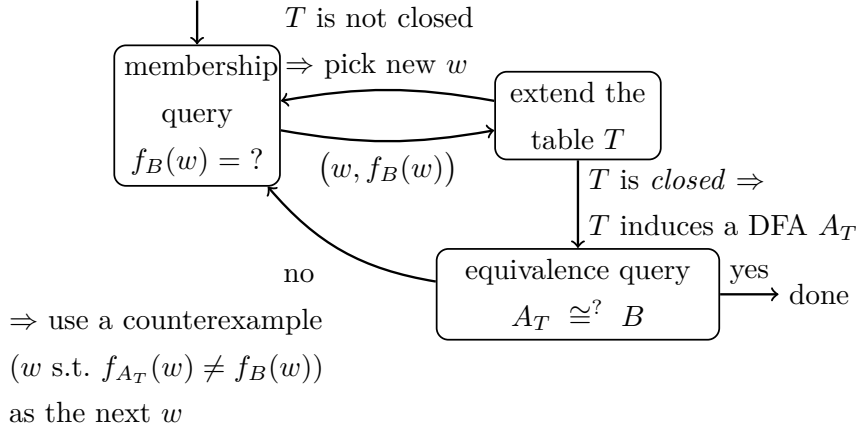 T is not closed
⇒ pick new w
membership
query
f_B(w) = ?
extend the
table T
(w, f_B(w))
T is closed ⇒
T induces a DFA A_T
equivalence query
A_T ≅? B
yes
done
no
⇒ use a counterexample
(w s.t. f_{A_T}(w) ≠ f_B(w))
as the next w